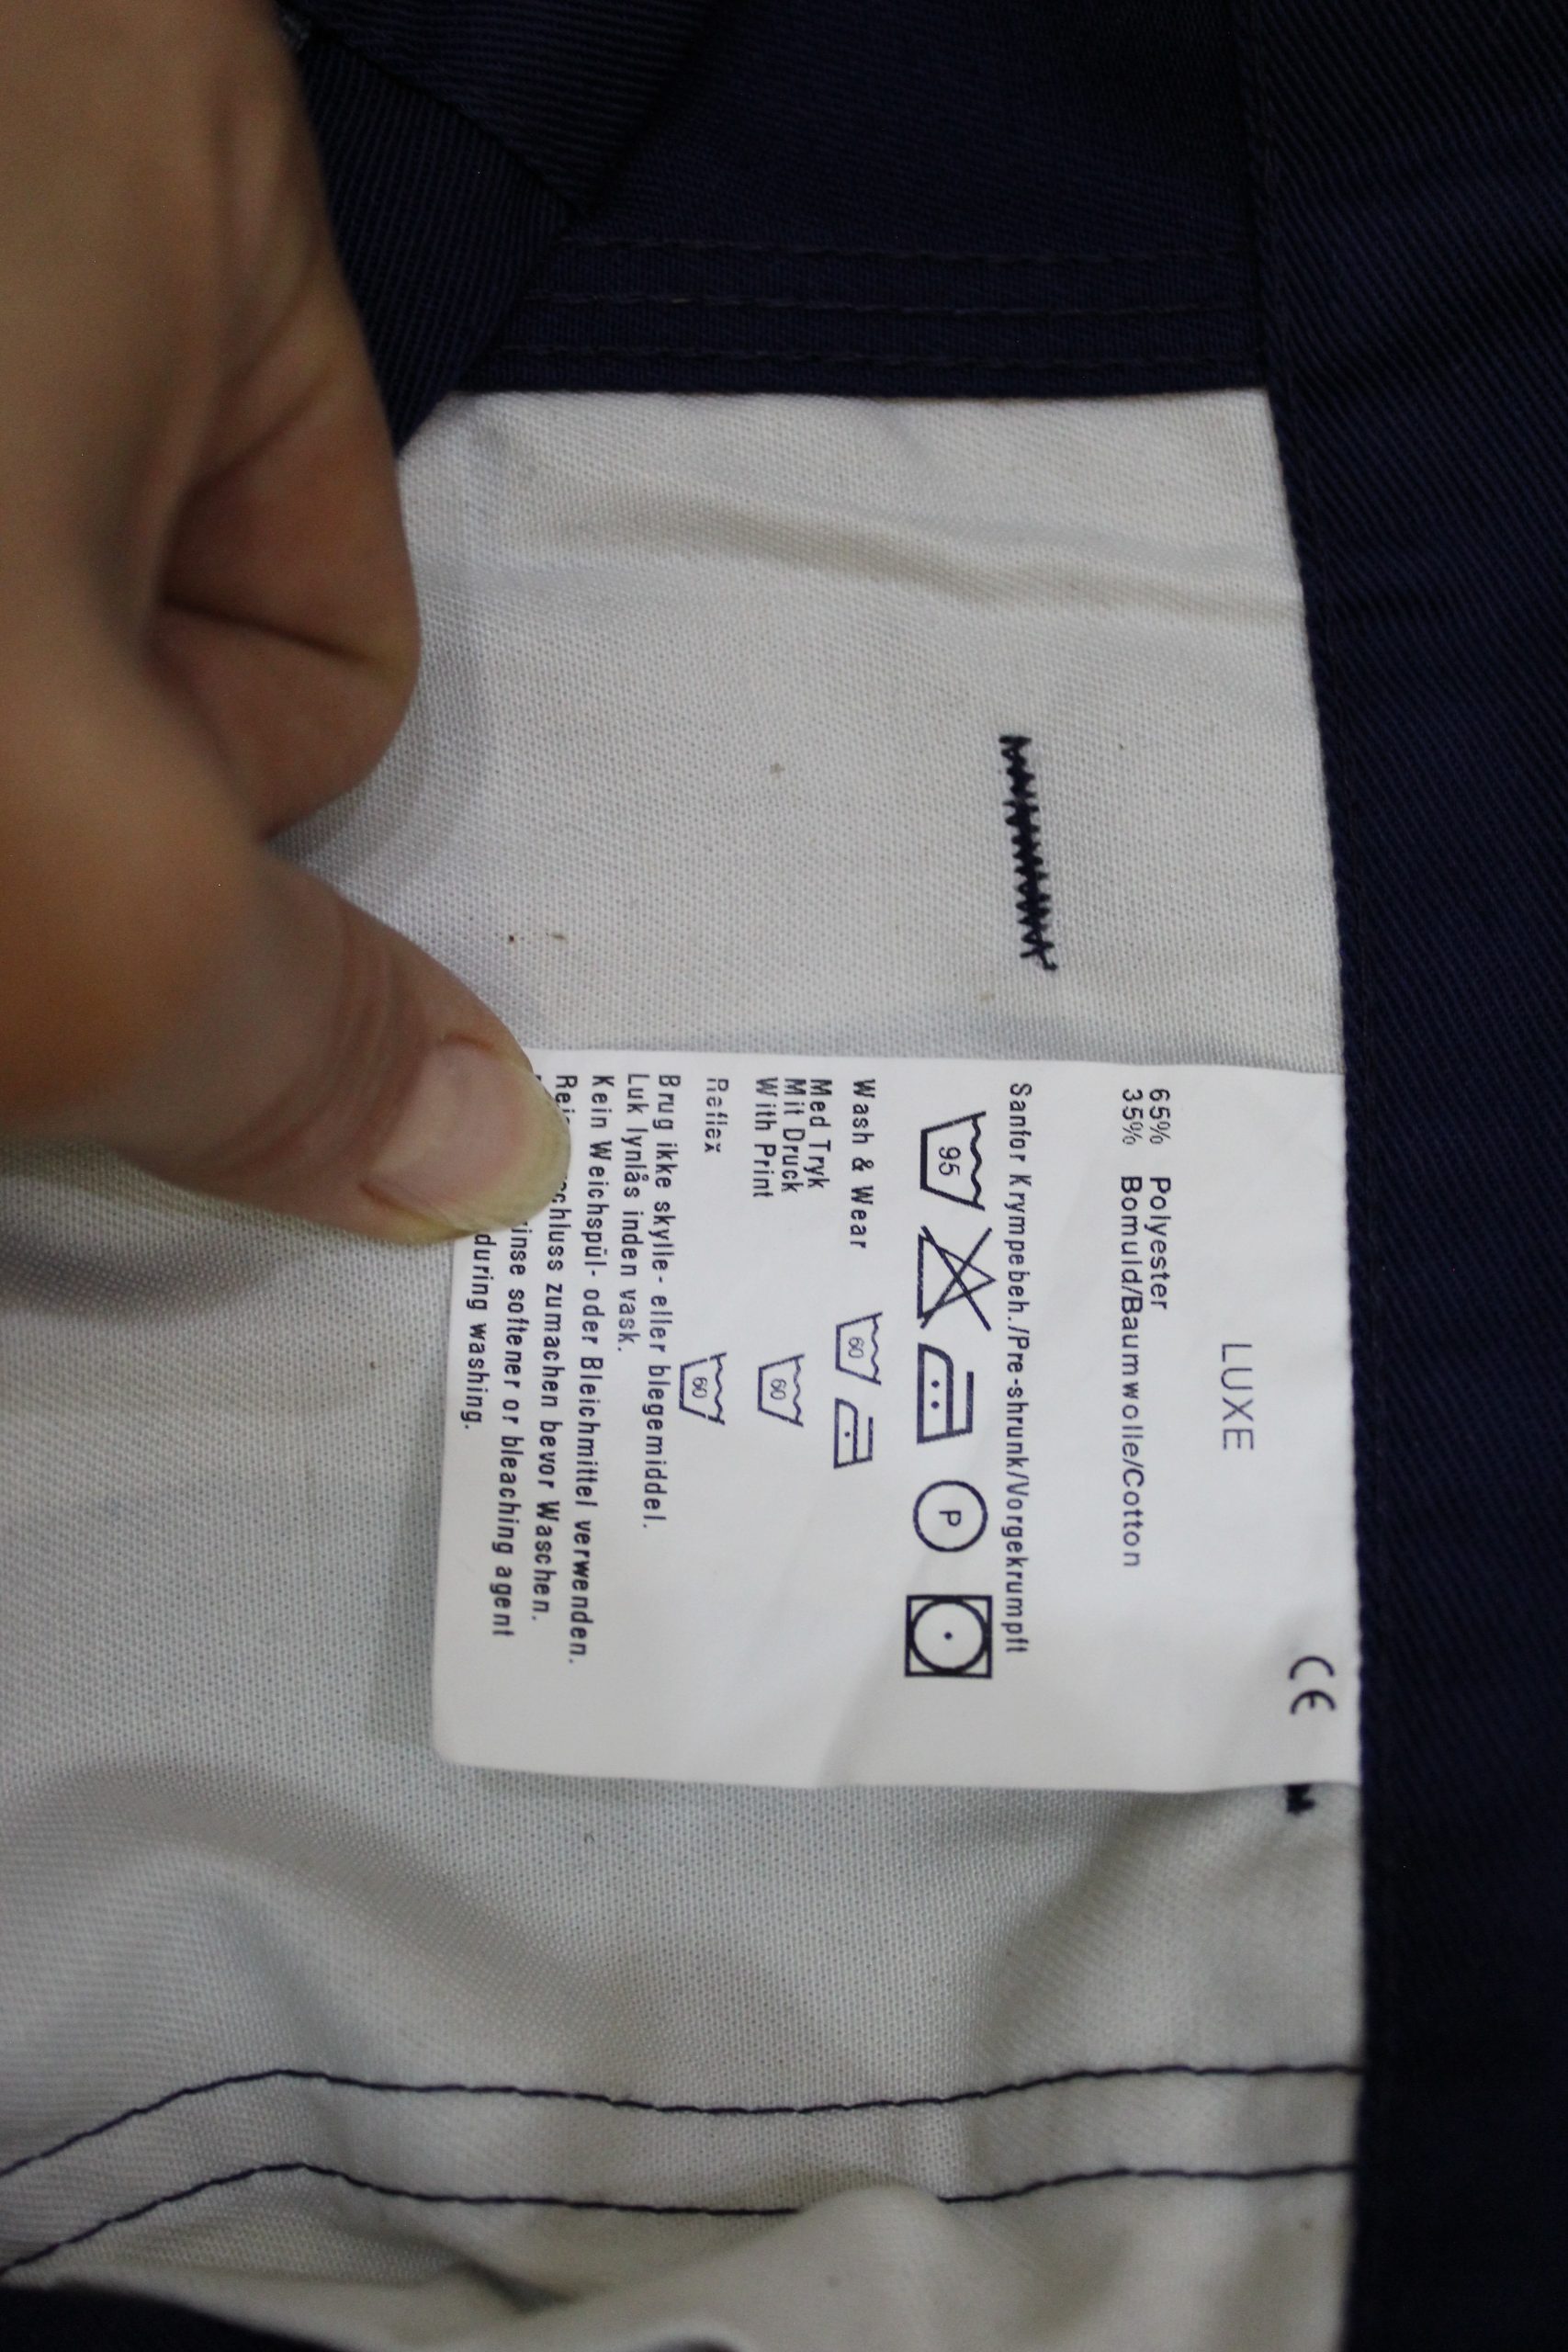 CE
LUXE
65% Polyester
35% Bomuld/Baumwolle/Cotton
Sanfor Krympebeh./Pre-shrunk/Vorgekrumpft
95 P
Wash & Wear 60
Med Tryk
Mit Druck
With Print 60
Reflex 60
Brug ikke skylle- eller blegemiddel.
Luk lynlås inden vask.
Kein Weichspül- oder Bleichmittel verwenden.
zumachen bevor Waschen.
softener or bleaching agent
during washing.